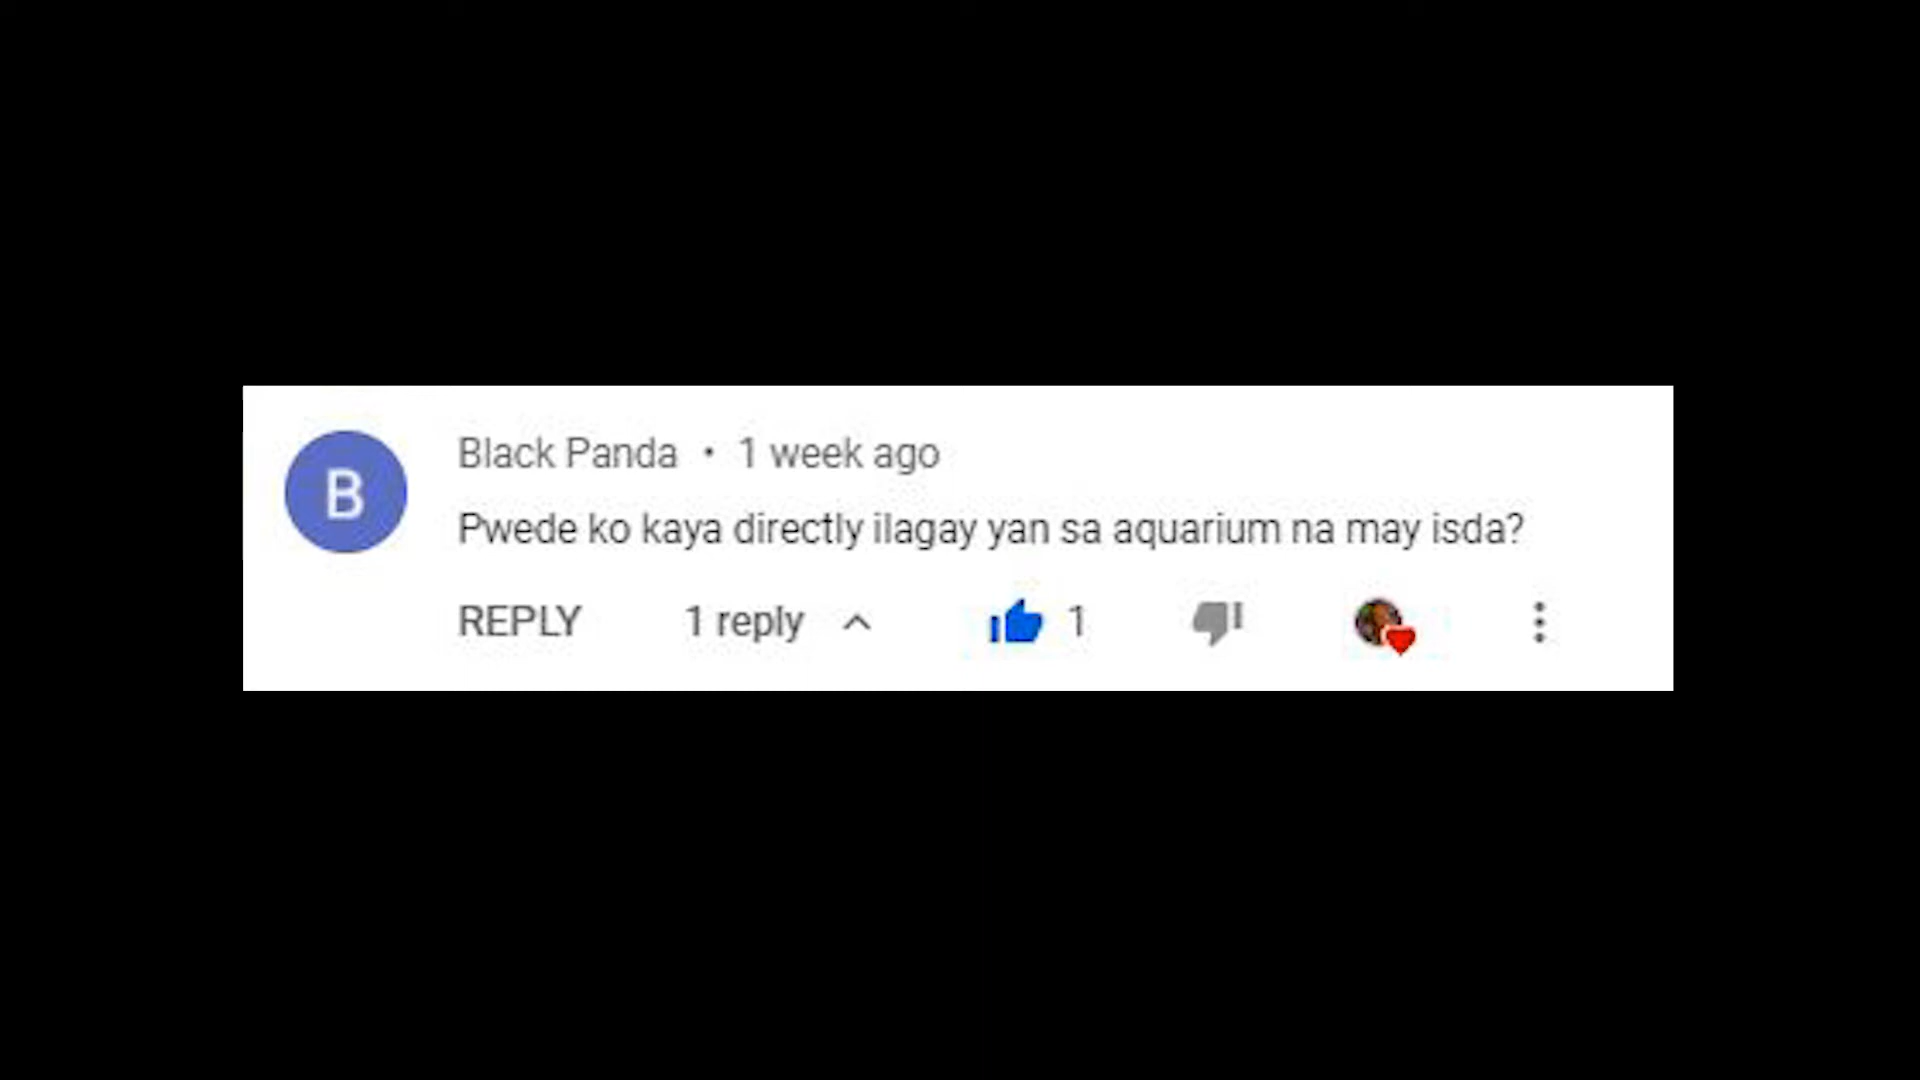 B
Black Panda • 1 week ago
Pwede ko kaya directly ilagay yan sa aquarium na may isda?
REPLY 1 reply 1